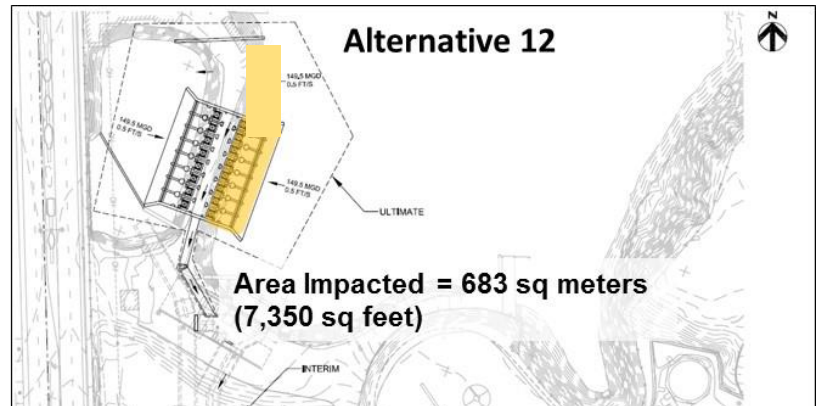 Alternative 12
N
149.5 MGD
0.5 FT/S
149.5 MGD
0.5 FT/S
149.5 MGD
0.5 FT/S
ULTIMATE
Area Impacted = 683 sq meters
(7,350 sq feet)
INTERIM